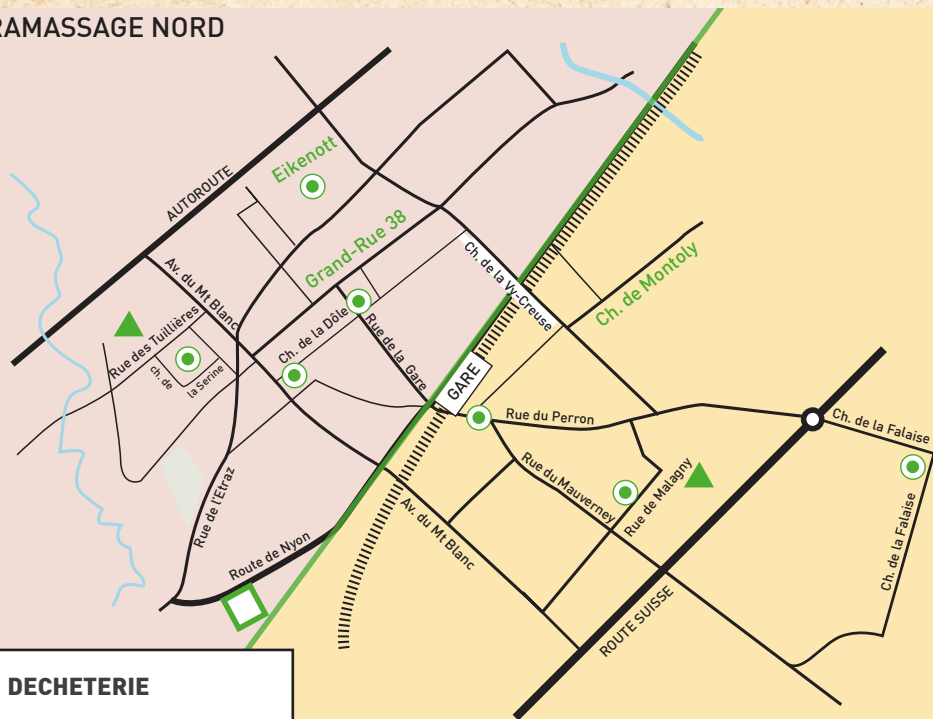 RAMASSAGE NORD
AUTOROUTE
Eikenott
Grand-Rue 38
Av. du Mt Blanc
Rue des Tuillières
Ch. de
la Serine
Ch. de la Dôle
Rue de la Gare
Ch. de la Vy-Creuse
Ch. de Montoly
GARE
Rue du Perron
Ch. de la Falaise
Rue du Mauverney
Rue de Malagny
Ch. de la Falaise
Rue de l'Etraz
Av. du Mt Blanc
Route de Nyon
ROUTE SUISSE
DECHETERIE